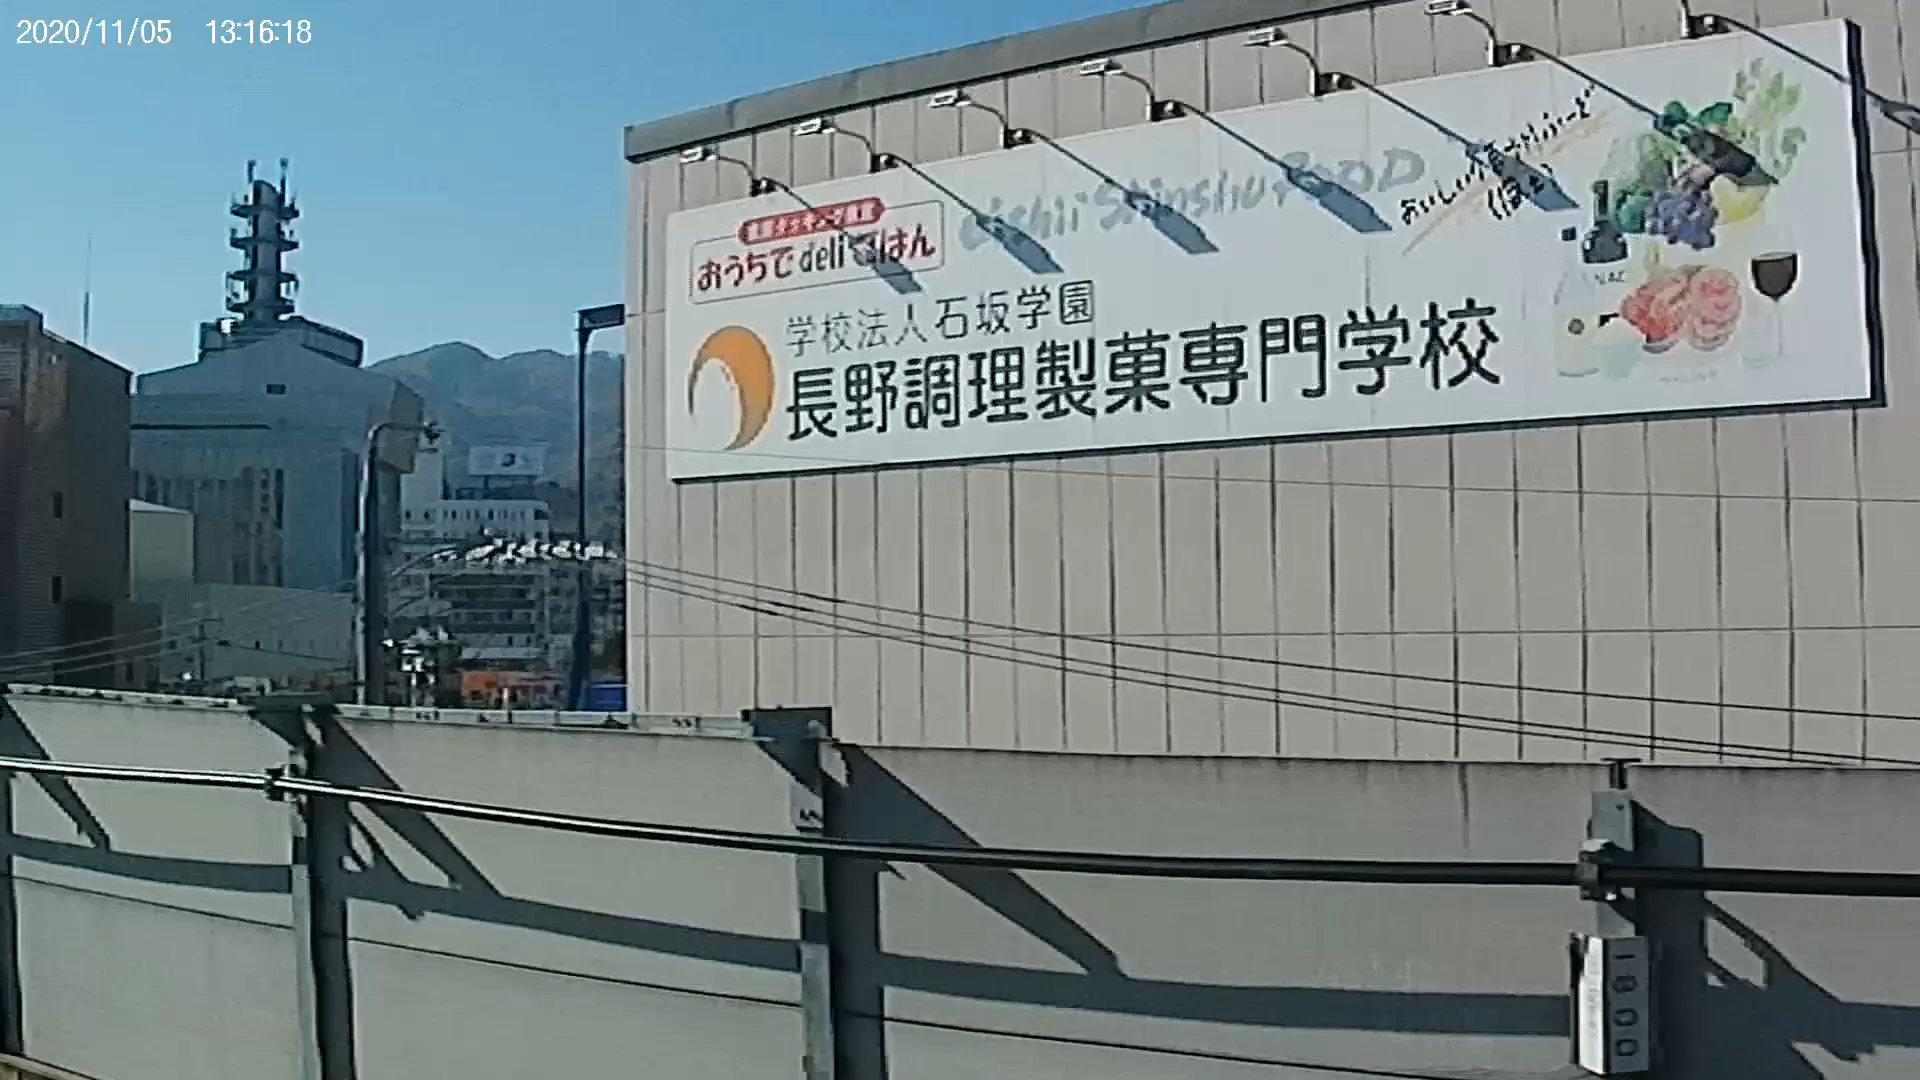 2020/11/05 13:16:18
おうちでdeliごはん
Oishii Shinshu FOOD
学校法人石坂学園
長野調理製菓専門学校
NAC
1800